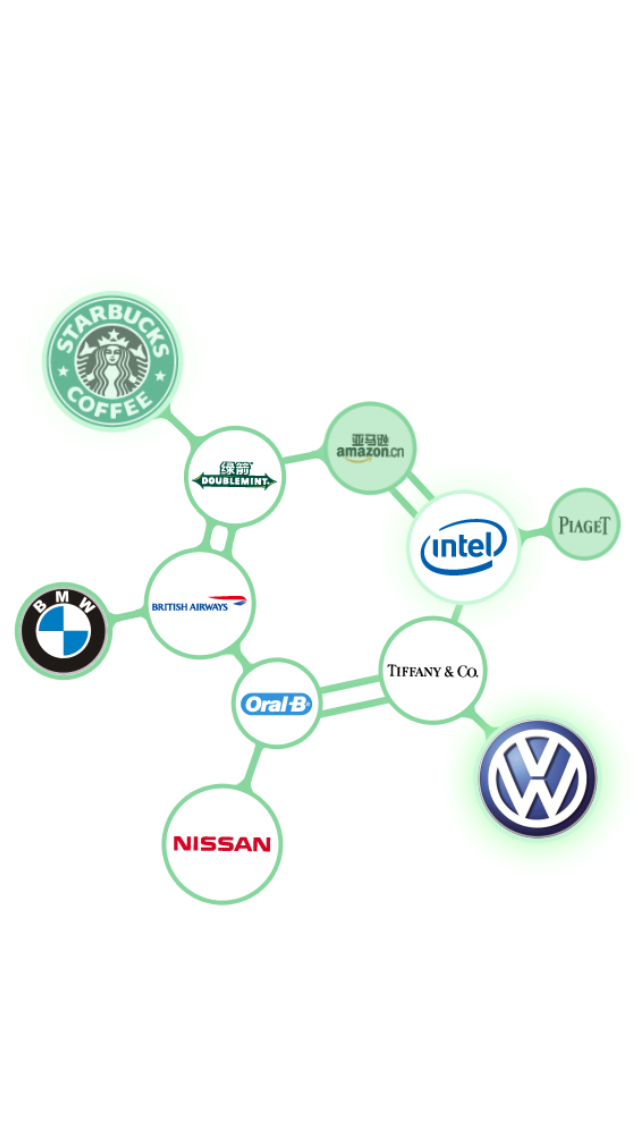 STARBUCKS
COFFEE
绿箭
DOUBLEMINT
亚马逊
amazon.cn
intel
PIAGET
BRITISH AIRWAYS
BMW
TIFFANY & CO.
Oral-B
VW
NISSAN